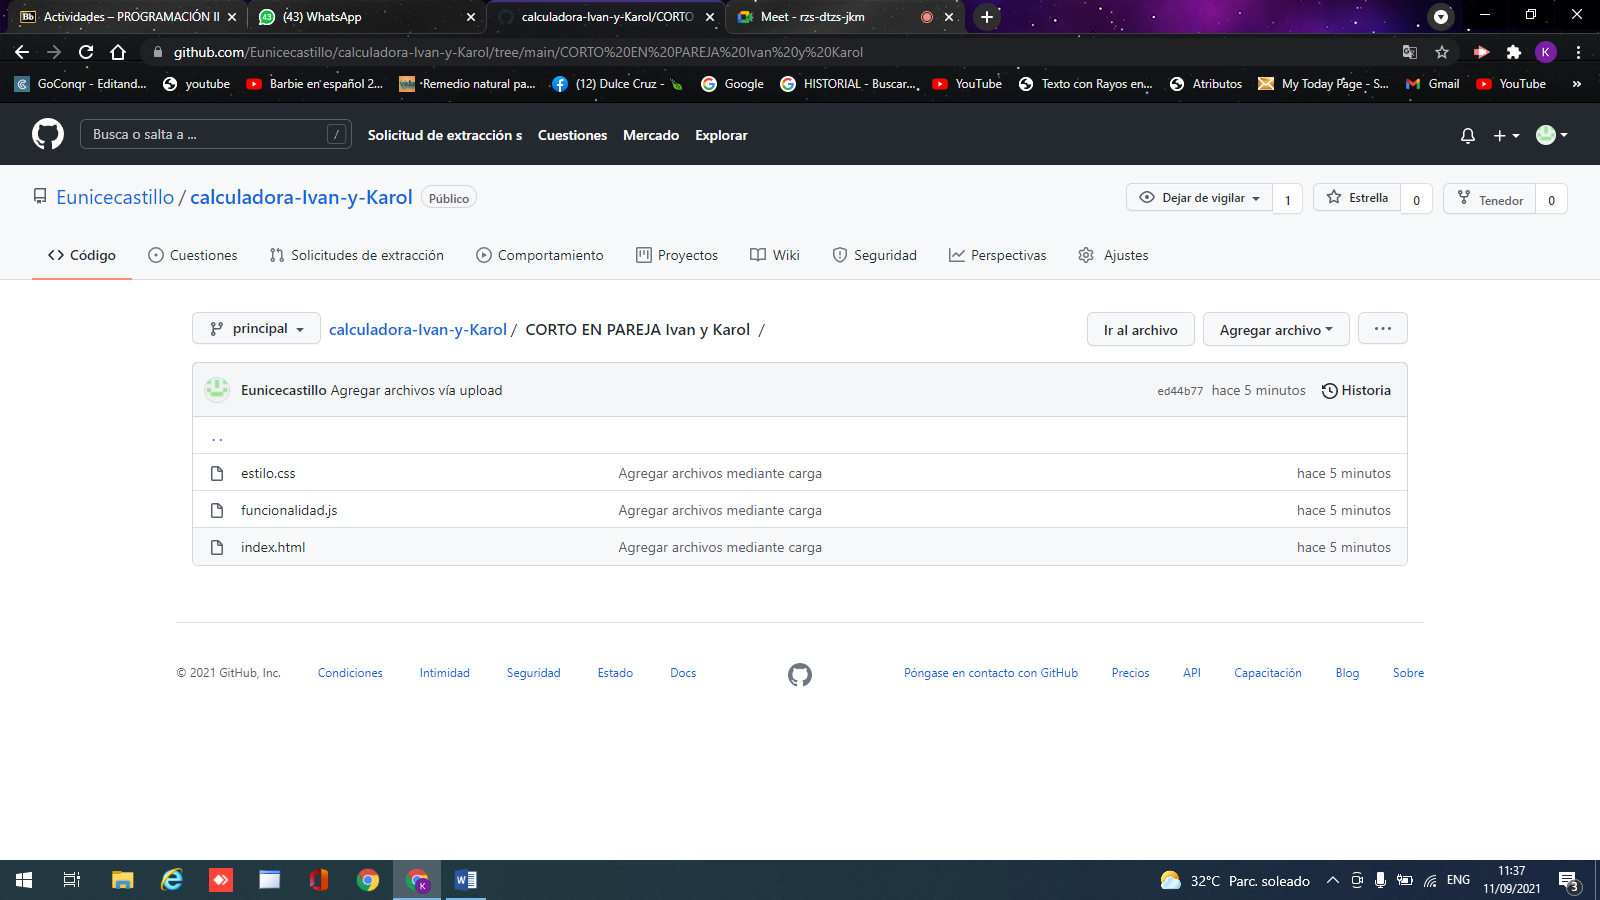 Bb Actividades – PROGRAMACIÓN II
(43) WhatsApp
calculadora-Ivan-y-Karol/CORTO
Meet - rzs-dtzs-jkm
github.com/Eunicecastillo/calculadora-Ivan-y-Karol/tree/main/CORTO%20EN%20PAREJA%20Ivan%20y%20Karol
K
GoConqr - Editand...
youtube
Barbie en español 2...
·Remedio natural pa...
(12) Dulce Cruz -
Google
HISTORIAL - Buscar...
YouTube
Texto con Rayos en...
Atributos
My Today Page - S...
Gmail
YouTube
»
Busca o salta a ...
/
Solicitud de extracción s
Cuestiones
Mercado
Explorar
Eunicecastillo / calculadora-Ivan-y-Karol
Público
Dejar de vigilar
1
Estrella
0
Tenedor
0
Código
Cuestiones
Solicitudes de extracción
Comportamiento
Proyectos
Wiki
Seguridad
Perspectivas
Ajustes
principal
calculadora-Ivan-y-Karol / CORTO EN PAREJA Ivan y Karol /
Ir al archivo
Agregar archivo
...
Eunicecastillo Agregar archivos vía upload
ed44b77 hace 5 minutos
Historia
..
estilo.css
Agregar archivos mediante carga
hace 5 minutos
funcionalidad.js
Agregar archivos mediante carga
hace 5 minutos
index.html
Agregar archivos mediante carga
hace 5 minutos
© 2021 GitHub, Inc.
Condiciones
Intimidad
Seguridad
Estado
Docs
Póngase en contacto con GitHub
Precios
API
Capacitación
Blog
Sobre
32°C Parc. soleado
ENG
11:37
11/09/2021
3